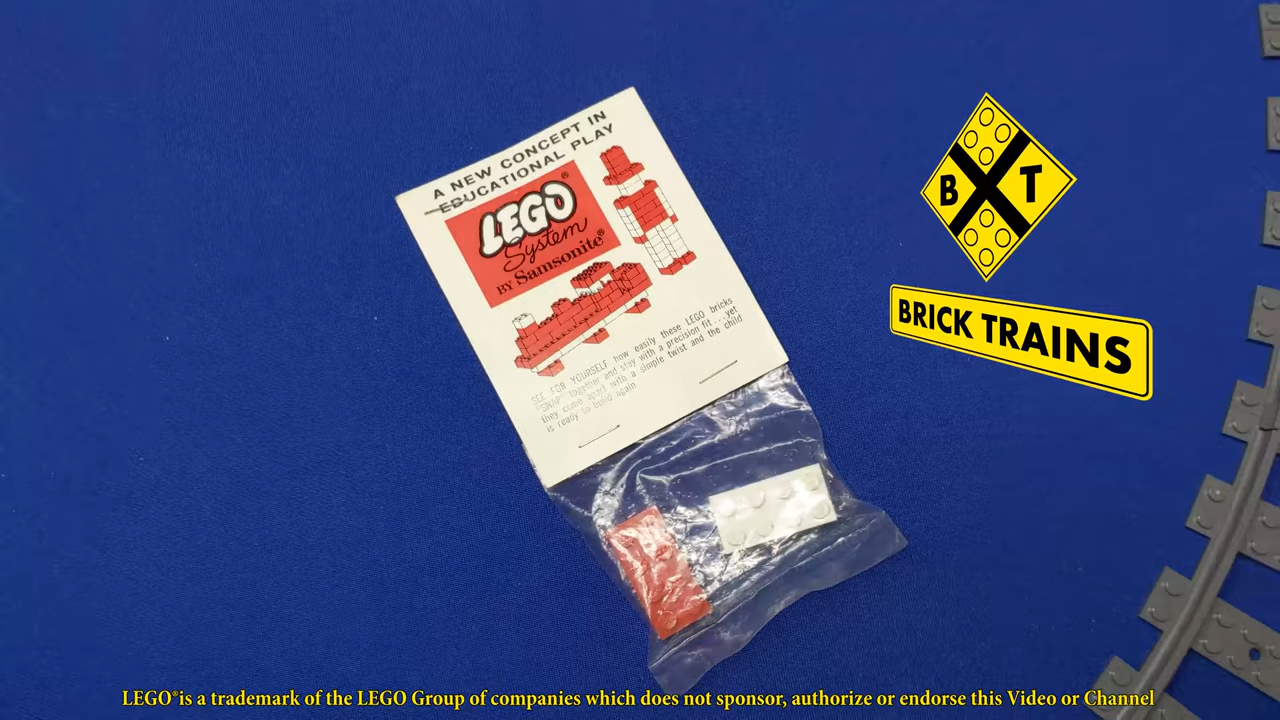 A NEW CONCEPT IN
EDUCATIONAL PLAY
LEGO®
System
BY Samsonite®
SEE FOR YOURSELF how easily these LEGO bricks
"SNAP" together and stay with a precision fit...yet
they come apart with a simple twist and the child
is ready to build again
B T
BRICK TRAINS
LEGO® is a trademark of the LEGO Group of companies which does not sponsor, authorize or endorse this Video or Channel